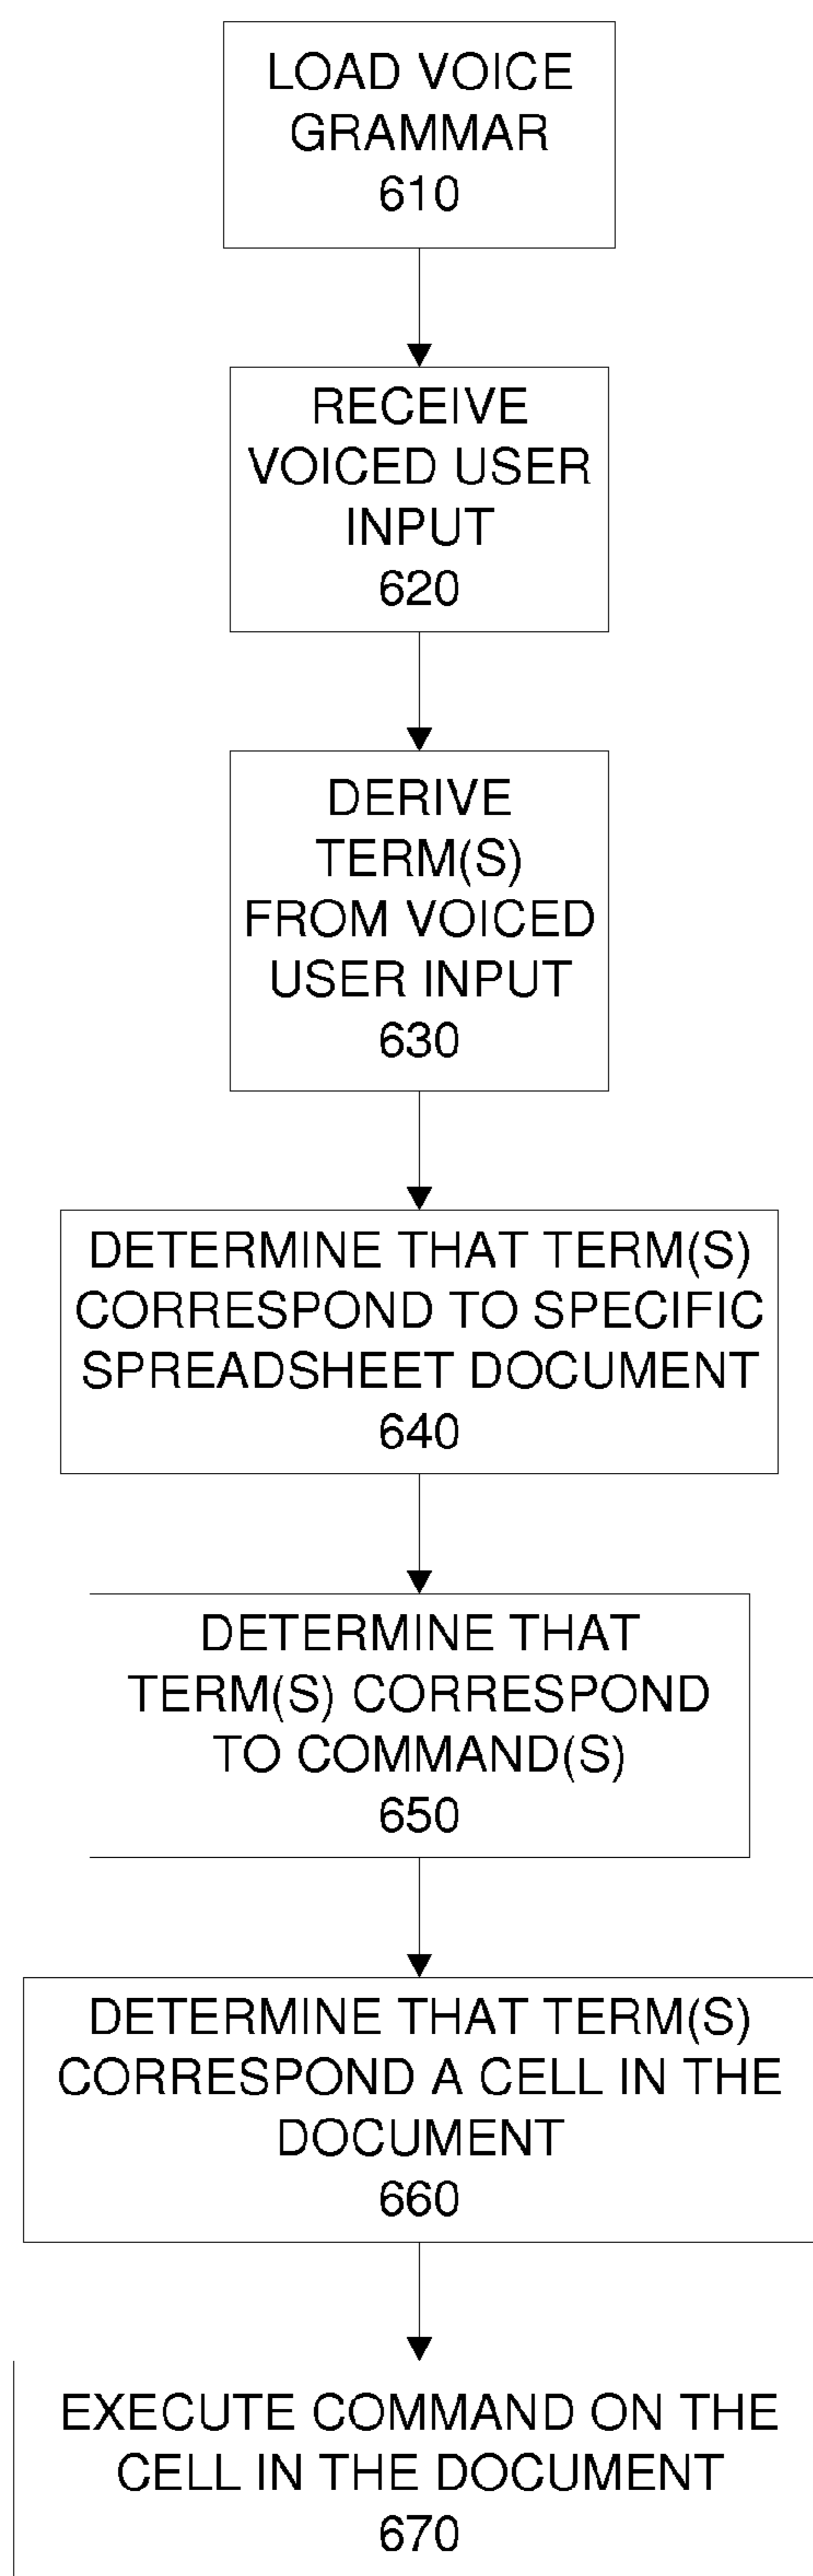 LOAD VOICE
GRAMMAR
610
RECEIVE
VOICED USER
INPUT
620
DERIVE
TERM(S)
FROM VOICED
USER INPUT
630
DETERMINE THAT TERM(S)
CORRESPOND TO SPECIFIC
SPREADSHEET DOCUMENT
640
DETERMINE THAT
TERM(S) CORRESPOND
TO COMMAND(S)
650
DETERMINE THAT TERM(S)
CORRESPOND A CELL IN THE
DOCUMENT
660
EXECUTE COMMAND ON THE
CELL IN THE DOCUMENT
670